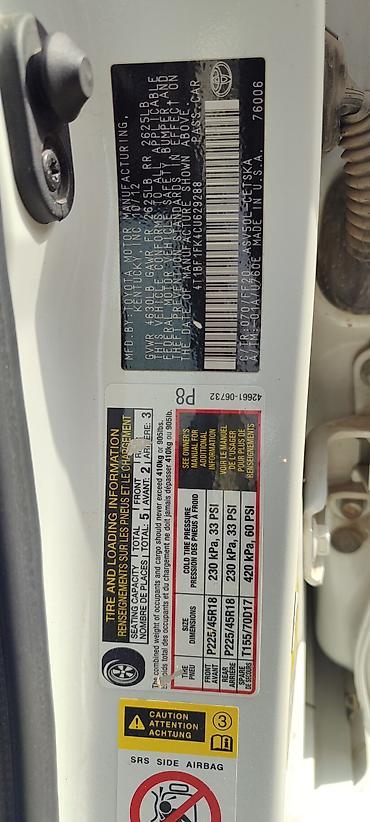 MFD. BY: TOYOTA MOTOR MANUFACTURING,
KENTUCKY, INC. 10/12
GVWR 4630LB GAWR FR 2625LB RR 2625LB
THIS VEHICLE CONFORMS TO ALL APPLICABLE
FEDERAL MOTOR VEHICLE SAFETY, BUMPER, AND
THEFT PREVENTION STANDARDS IN EFFECT ON
THE DATE OF MANUFACTURE SHOWN ABOVE.
4T1BF1FK4CU629288 PASS. CAR
C/TR: 070/FF20 ASV50L-CETSKA
A/TM: -01A/U760E MADE IN U.S.A. 76006
P8 42661-06732
TIRE AND LOADING INFORMATION
RENSEIGNEMENTS SUR LES PNEUS ET LE CHARGEMENT
SEATING CAPACITY TOTAL FRONT
NOMBRE DE PLACES TOTAL: 5 AVANT: 2 ARRIÈRE: 3
The combined weight of occupants and cargo should never exceed 410kg or 905lbs.
poids total des occupants et du chargement ne doit jamais dépasser 410kg ou 905lb.
TIRE PNEU
SIZE DIMENSIONS
COLD TIRE PRESSURE
PRESSION DES PNEUS À FROID
FRONT AVANT P225/45R18 230 kPa, 33 PSI
REAR ARRIÈRE P225/45R18 230 kPa, 33 PSI
SPARE DE SECOURS T155/70D17 420 kPa, 60 PSI
SEE OWNER'S
MANUAL FOR
ADDITIONAL
INFORMATION
VOIR LE MANUEL
DE L'USAGER
POUR PLUS DE
RENSEIGNEMENTS
CAUTION
ATTENTION
ACHTUNG
3
SRS SIDE AIRBAG